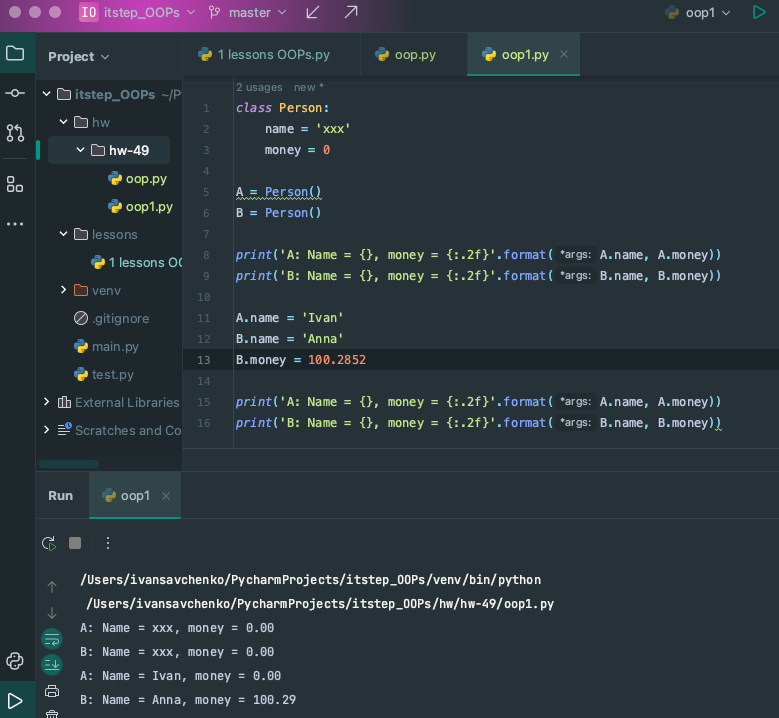 IO itstep_OOPs master oop1
Project
1 lessons OOPs.py oop.py oop1.py
itstep_OOPs ~/P
hw
hw-49
oop.py
oop1.py
lessons
1 lessons OO
venv
.gitignore
main.py
test.py
External Libraries
Scratches and Co
2 usages new *
1 class Person:
2 name = 'xxx'
3 money = 0
4
5 A = Person()
6 B = Person()
7
8 print('A: Name = {}, money = {:.2f}'.format( *args: A.name, A.money))
9 print('B: Name = {}, money = {:.2f}'.format( *args: B.name, B.money))
10
11 A.name = 'Ivan'
12 B.name = 'Anna'
13 B.money = 100.2852
14
15 print('A: Name = {}, money = {:.2f}'.format( *args: A.name, A.money))
16 print('B: Name = {}, money = {:.2f}'.format( *args: B.name, B.money))
Run oop1
/Users/ivansavchenko/PycharmProjects/itstep_OOPs/venv/bin/python
/Users/ivansavchenko/PycharmProjects/itstep_OOPs/hw/hw-49/oop1.py
A: Name = xxx, money = 0.00
B: Name = xxx, money = 0.00
A: Name = Ivan, money = 0.00
B: Name = Anna, money = 100.29